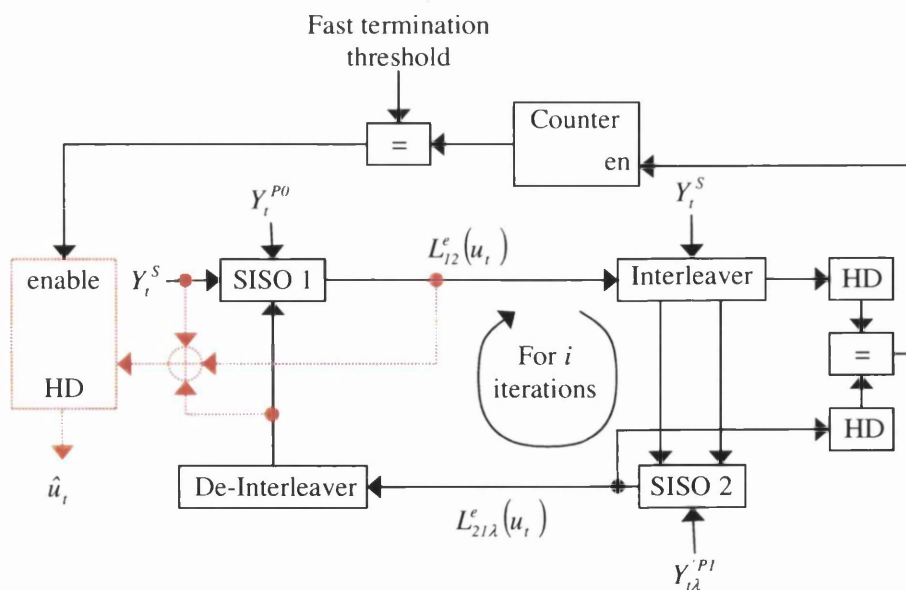 Fast termination
threshold
=
Counter
en
Y_t^{P0}
Y_t^S
L_{12}^e(u_t)
enable
Y_t^S
SISO 1
Interleaver
HD
For i
iterations
=
HD
HD
De-Interleaver
SISO 2
û_t
L_{21λ}^e(u_t)
Y_{tλ}^{'P1}